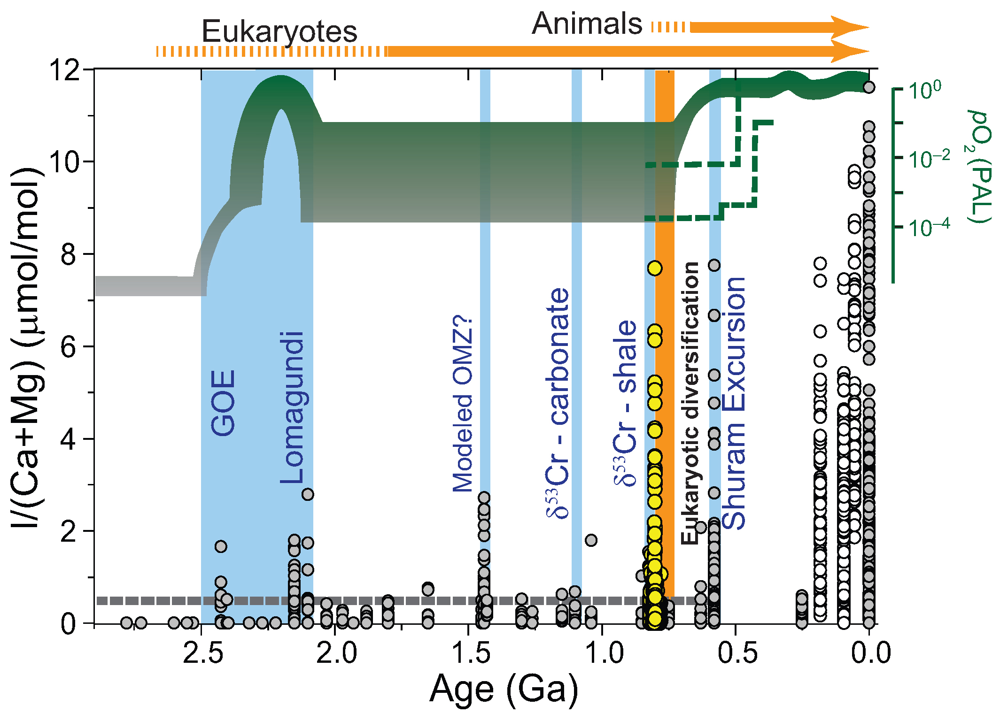 Eukaryotes
Animals
12
10
8
6
4
2
0
I/(Ca+Mg) (μmol/mol)
GOE
Lomagundi
Modeled OMZ?
δ⁵³Cr - carbonate
δ⁵³Cr - shale
Eukaryotic diversification
Shuram Excursion
10⁰
10⁻²
10⁻⁴
pO₂ (PAL)
2.5
2.0
1.5
1.0
0.5
0.0
Age (Ga)